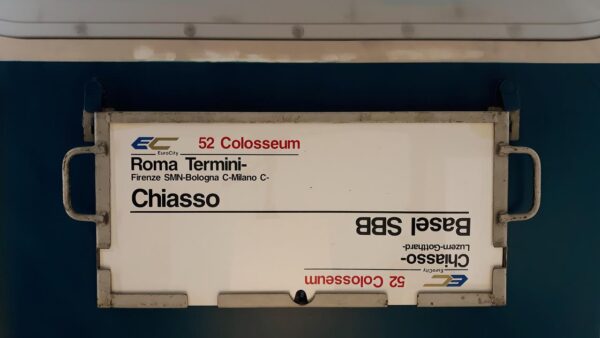 EC 52 Colosseum
EuroCity
Roma Termini-
Firenze SMN-Bologna C-Milano C-
Chiasso
Basel SBB
Luzern-Gotthard-
Chiasso-
EuroCity
52 Colosseum EC